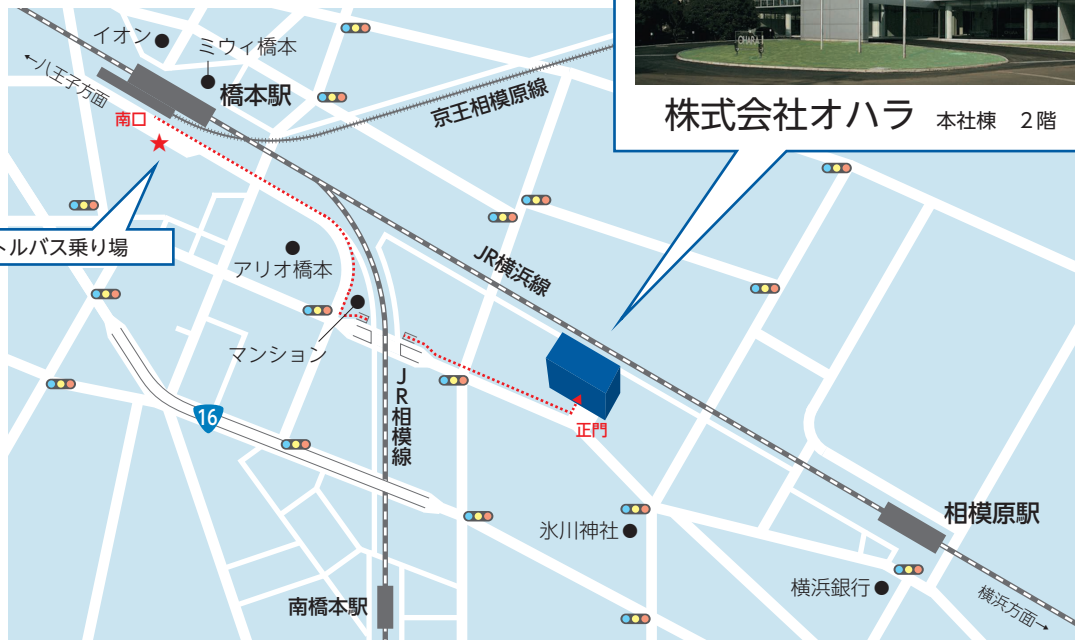 イオン
ミウィ橋本
←八王子方面
橋本駅
京王相模原線
南口
★
トルバス乗り場
OHARA
株式会社オハラ 本社棟 2階
アリオ橋本
JR横浜線
マンション
JR相模線
16
正門
氷川神社
相模原駅
南橋本駅
横浜銀行
横浜方面→